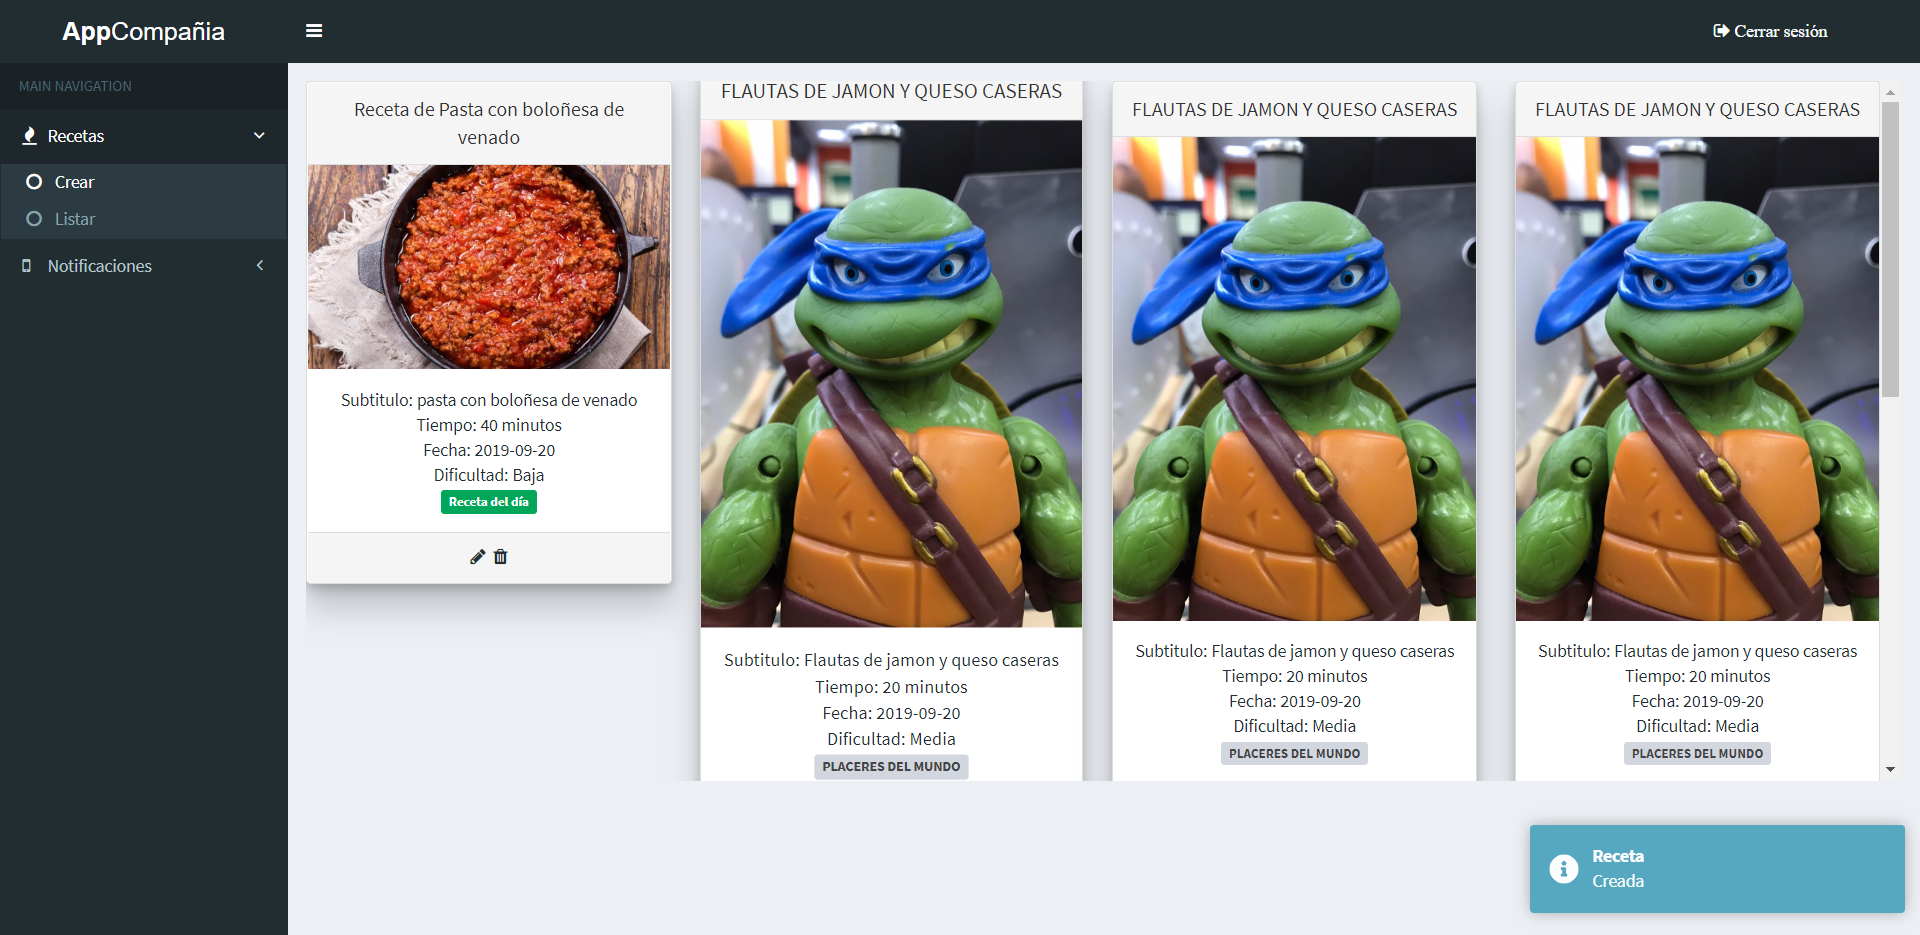 AppCompañia
Cerrar sesión
MAIN NAVIGATION
Recetas
Crear
Listar
Notificaciones
Receta de Pasta con boloñesa de
venado
Subtitulo: pasta con boloñesa de venado
Tiempo: 40 minutos
Fecha: 2019-09-20
Dificultad: Baja
Receta del día
FLAUTAS DE JAMON Y QUESO CASERAS
Subtitulo: Flautas de jamon y queso caseras
Tiempo: 20 minutos
Fecha: 2019-09-20
Dificultad: Media
PLACERES DEL MUNDO
FLAUTAS DE JAMON Y QUESO CASERAS
Subtitulo: Flautas de jamon y queso caseras
Tiempo: 20 minutos
Fecha: 2019-09-20
Dificultad: Media
PLACERES DEL MUNDO
FLAUTAS DE JAMON Y QUESO CASERAS
Subtitulo: Flautas de jamon y queso caseras
Tiempo: 20 minutos
Fecha: 2019-09-20
Dificultad: Media
PLACERES DEL MUNDO
Receta
Creada